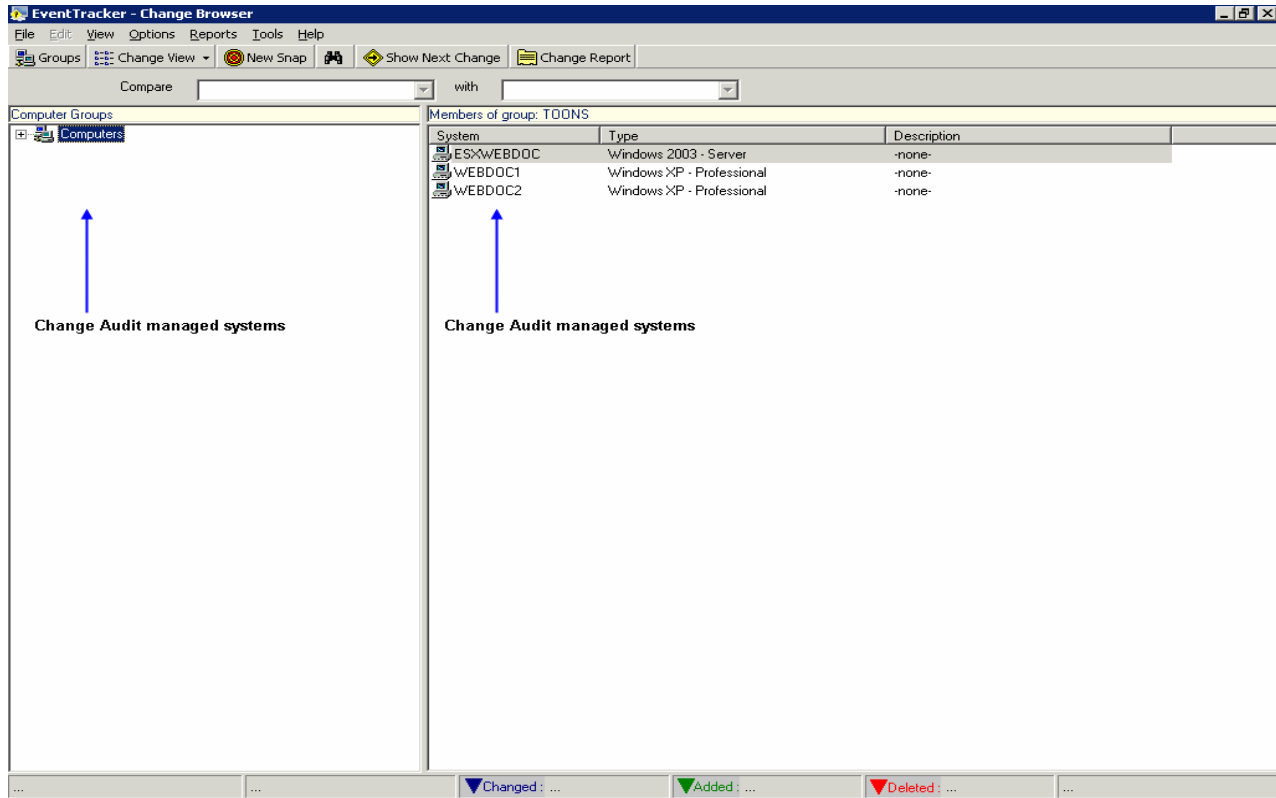 EventTracker - Change Browser
File Edit View Options Reports Tools Help
Groups Change View New Snap Show Next Change Change Report
Compare with
Computer Groups
Members of group: TOONS
Computers
System Type Description
ESXWEBDOC Windows 2003 - Server -none-
WEBDOC1 Windows XP - Professional -none-
WEBDOC2 Windows XP - Professional -none-
Change Audit managed systems
Change Audit managed systems
... ... Changed : ... Added : ... Deleted : ... ...